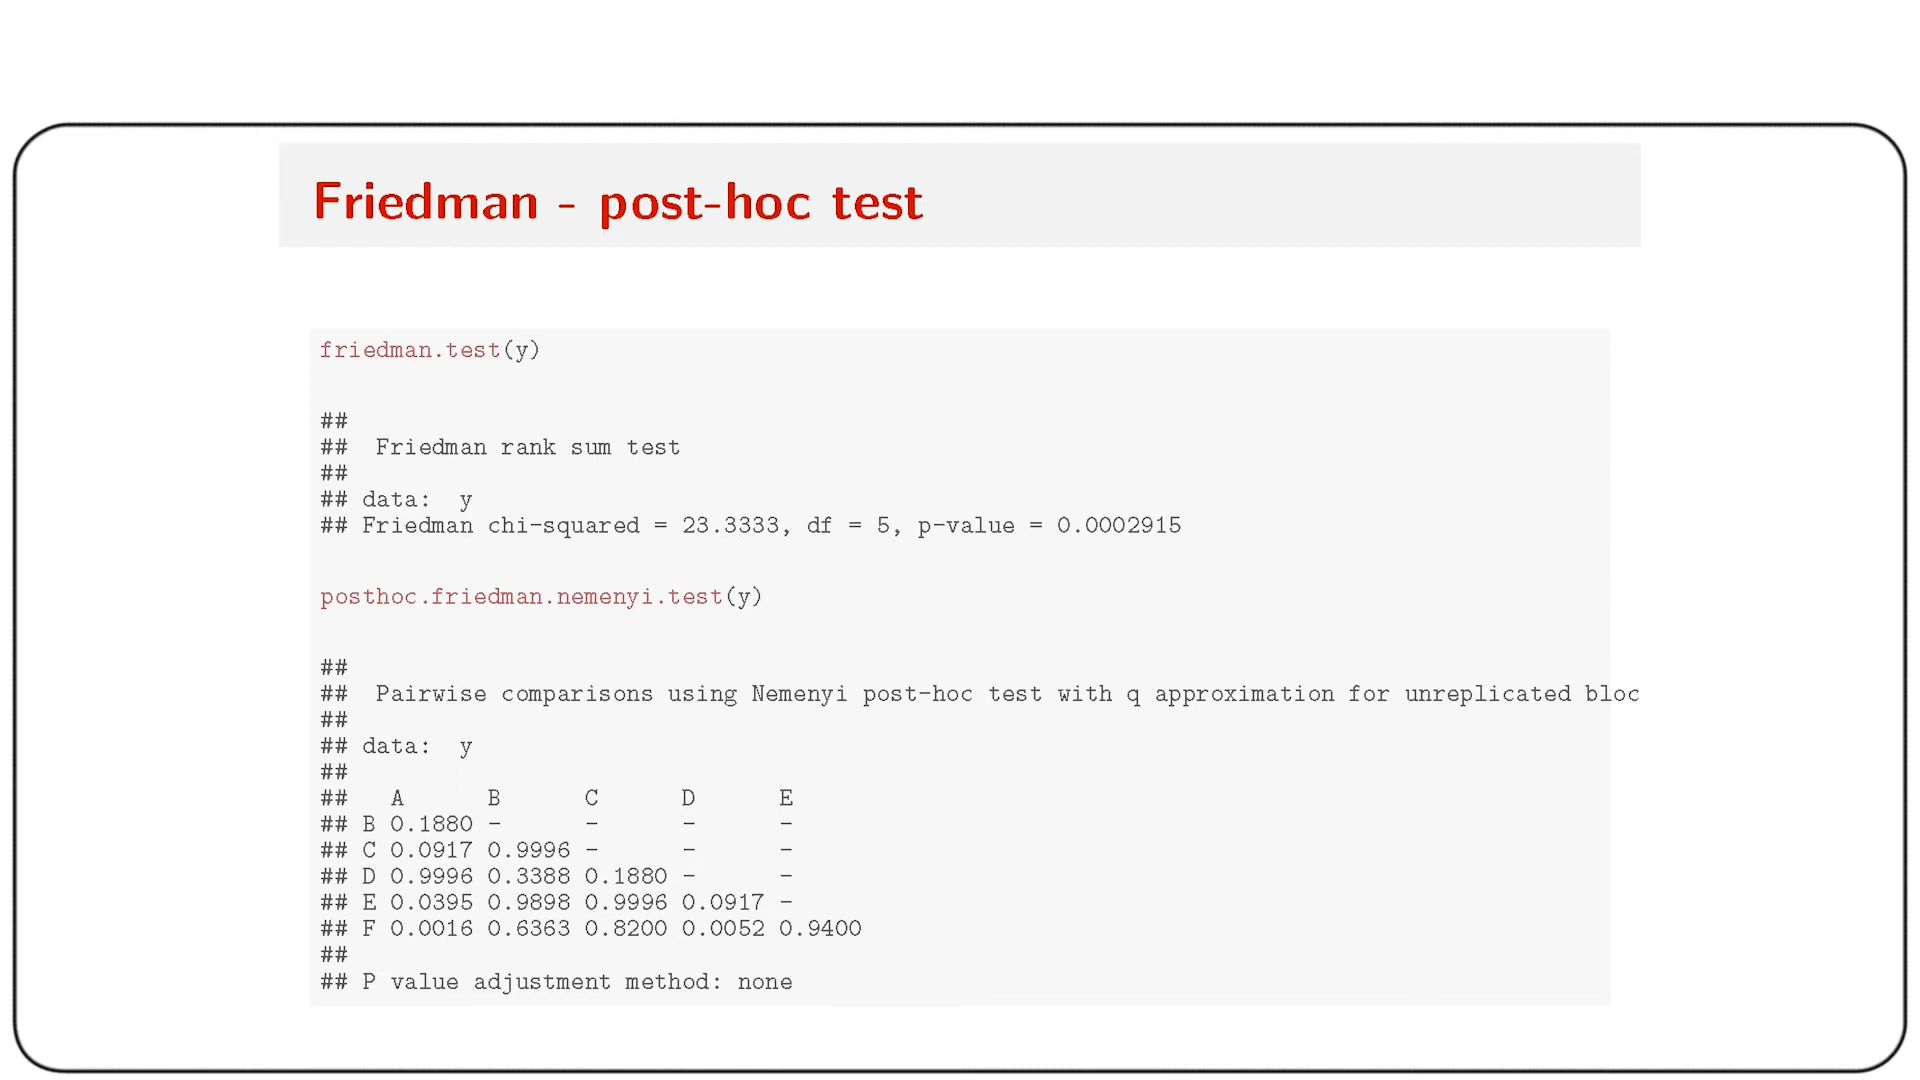 Friedman - post-hoc test
friedman.test(y)
##
##  Friedman rank sum test
##
## data:  y
## Friedman chi-squared = 23.3333, df = 5, p-value = 0.0002915
posthoc.friedman.nemenyi.test(y)
##
##  Pairwise comparisons using Nemenyi post-hoc test with q approximation for unreplicated bloc
##
## data:  y
##
##   A      B      C      D      E
## B 0.1880 -      -      -      -
## C 0.0917 0.9996 -      -      -
## D 0.9996 0.3388 0.1880 -      -
## E 0.0395 0.9898 0.9996 0.0917 -
## F 0.0016 0.6363 0.8200 0.0052 0.9400
##
## P value adjustment method: none